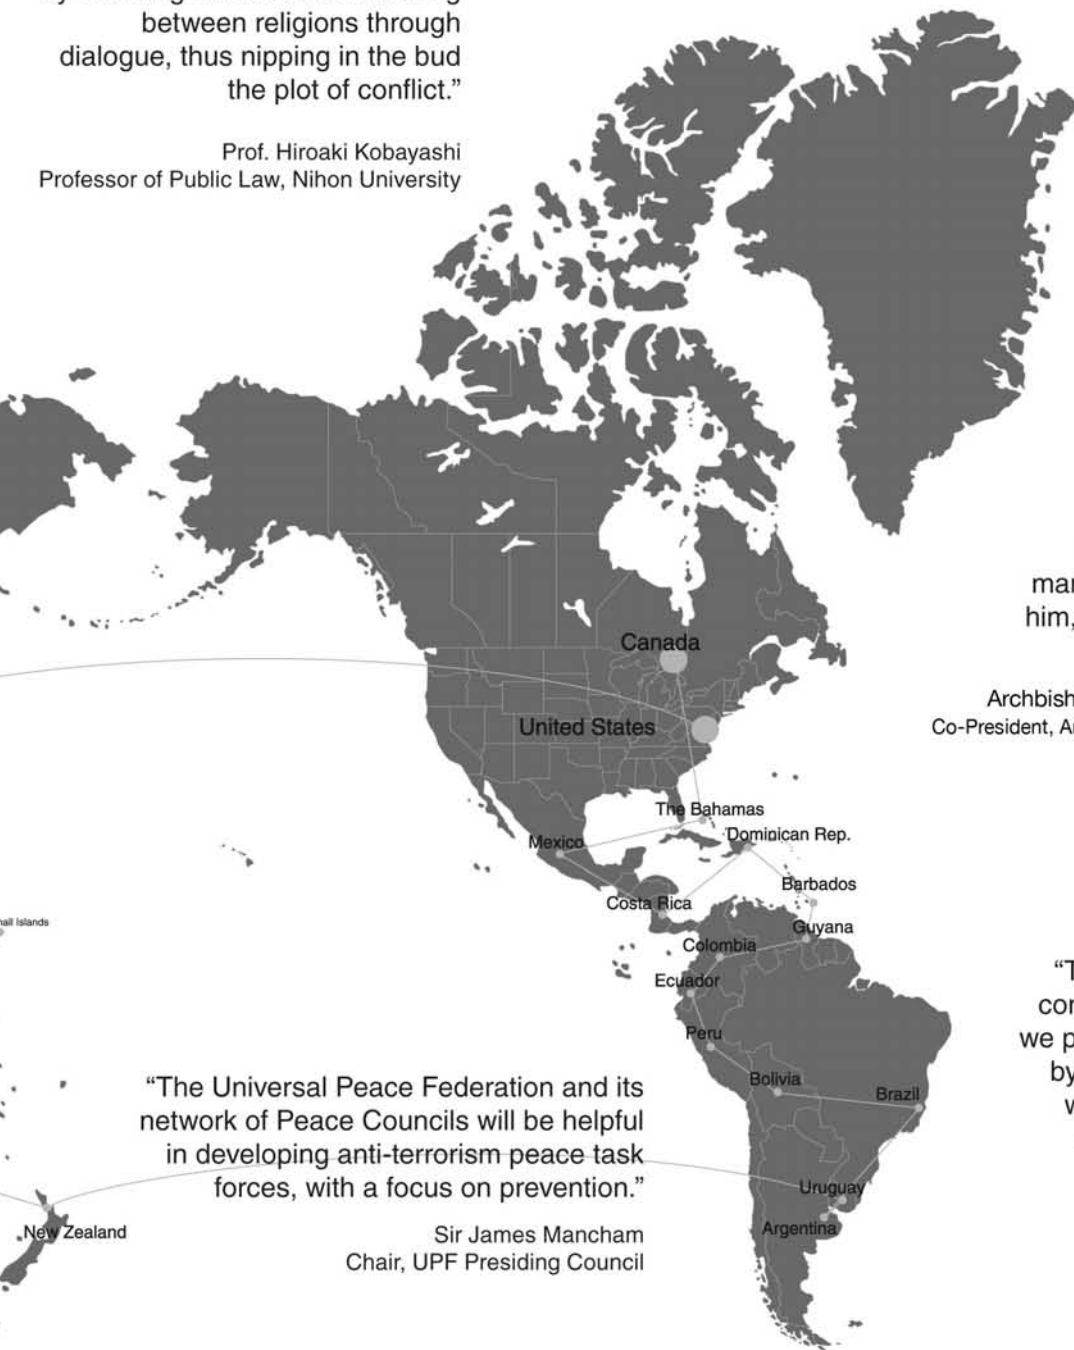 between religions through
dialogue, thus nipping in the bud
the plot of conflict.”
Prof. Hiroaki Kobayashi
Professor of Public Law, Nihon University
Canada
United States
The Bahamas
Dominican Rep.
Mexico
Barbados
Costa Rica
Guyana
Colombia
Ecuador
Peru
Bolivia
Brazil
Uruguay
Argentina
Islands
New Zealand
him,
Co-President,
we
by
“The Universal Peace Federation and its
network of Peace Councils will be helpful
in developing anti-terrorism peace task
forces, with a focus on prevention.”
Sir James Mancham
Chair, UPF Presiding Council